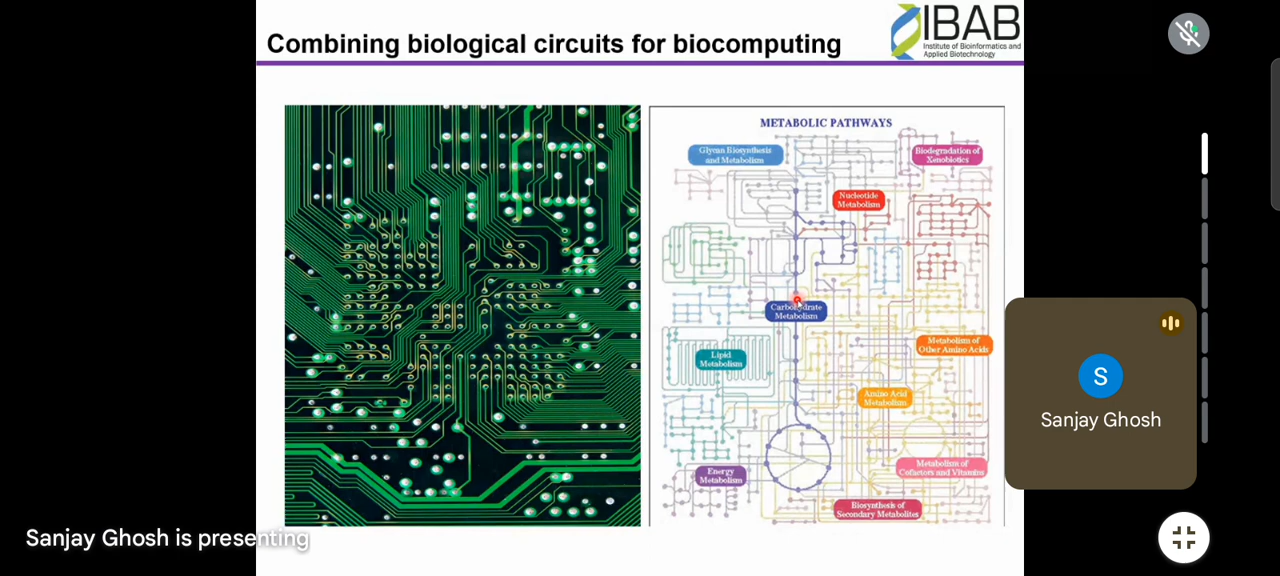 Combining biological circuits for biocomputing
IBAB
Institute of Bioinformatics and
Applied Biotechnology
METABOLIC PATHWAYS
Glycan Biosynthesis
and Metabolism
Biodegradation of
Xenobiotics
Nucleotide
Metabolism
Carbohydrate
Metabolism
Lipid
Metabolism
Metabolism of
Other Amino Acids
Amino Acid
Metabolism
Energy
Metabolism
Metabolism of
Cofactors and Vitamins
Biosynthesis of
Secondary Metabolites
S
Sanjay Ghosh
Sanjay Ghosh is presenting